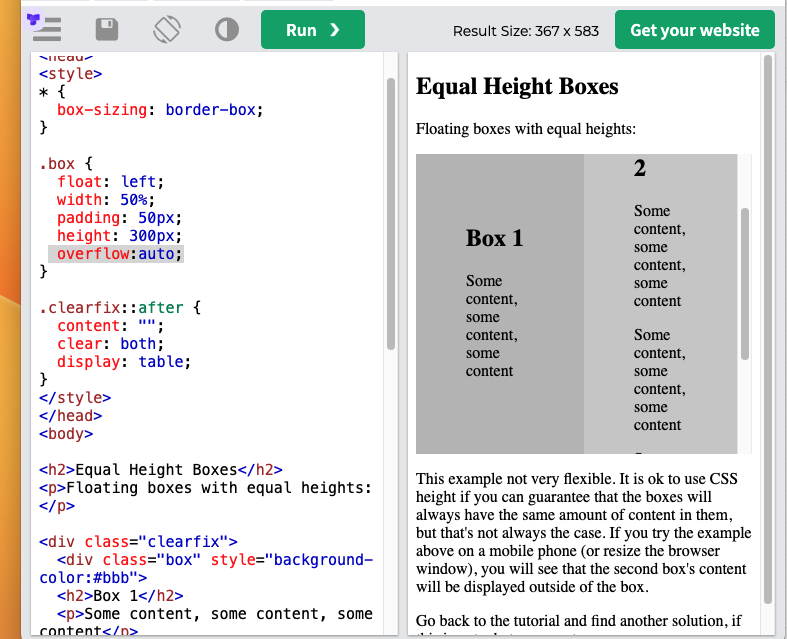 Run ❯
Result Size: 367 x 583
Get your website
<head>
<style>
* {
  box-sizing: border-box;
}
.box {
  float: left;
  width: 50%;
  padding: 50px;
  height: 300px;
  overflow:auto;
}
.clearfix::after {
  content: "";
  clear: both;
  display: table;
}
</style>
</head>
<body>
<h2>Equal Height Boxes</h2>
<p>Floating boxes with equal heights:
</p>
<div class="clearfix">
  <div class="box" style="background-
color:#bbb">
  <h2>Box 1</h2>
  <p>Some content, some content, some
content</p>
Equal Height Boxes
Floating boxes with equal heights:
Box 1
Some
content,
some
content,
some
content
2
Some
content,
some
content,
some
content
Some
content,
some
content,
some
content
This example not very flexible. It is ok to use CSS
height if you can guarantee that the boxes will
always have the same amount of content in them,
but that's not always the case. If you try the example
above on a mobile phone (or resize the browser
window), you will see that the second box's content
will be displayed outside of the box.
Go back to the tutorial and find another solution, if